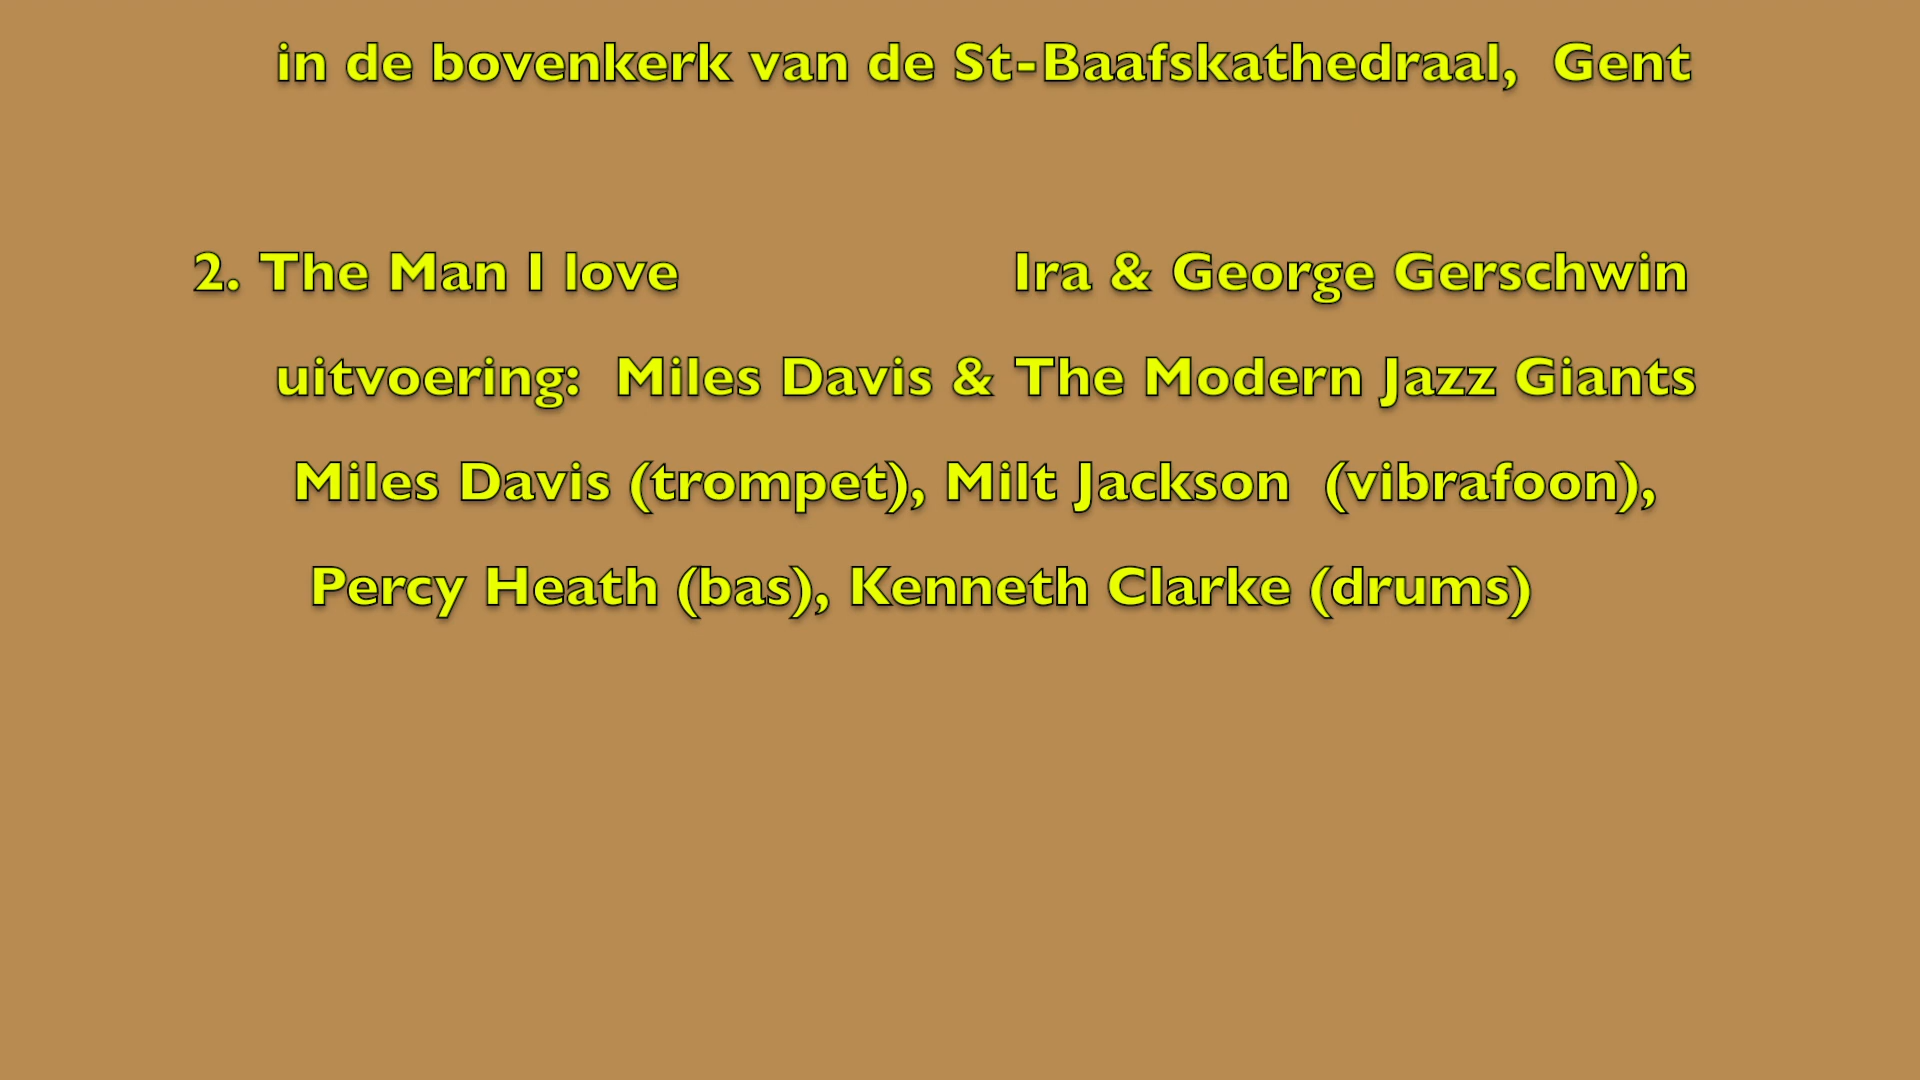 in de bovenkerk van de St-Baafskathedraal, Gent
2. The Man I love Ira & George Gerschwin
uitvoering: Miles Davis & The Modern Jazz Giants
Miles Davis (trompet), Milt Jackson (vibrafoon),
Percy Heath (bas), Kenneth Clarke (drums)